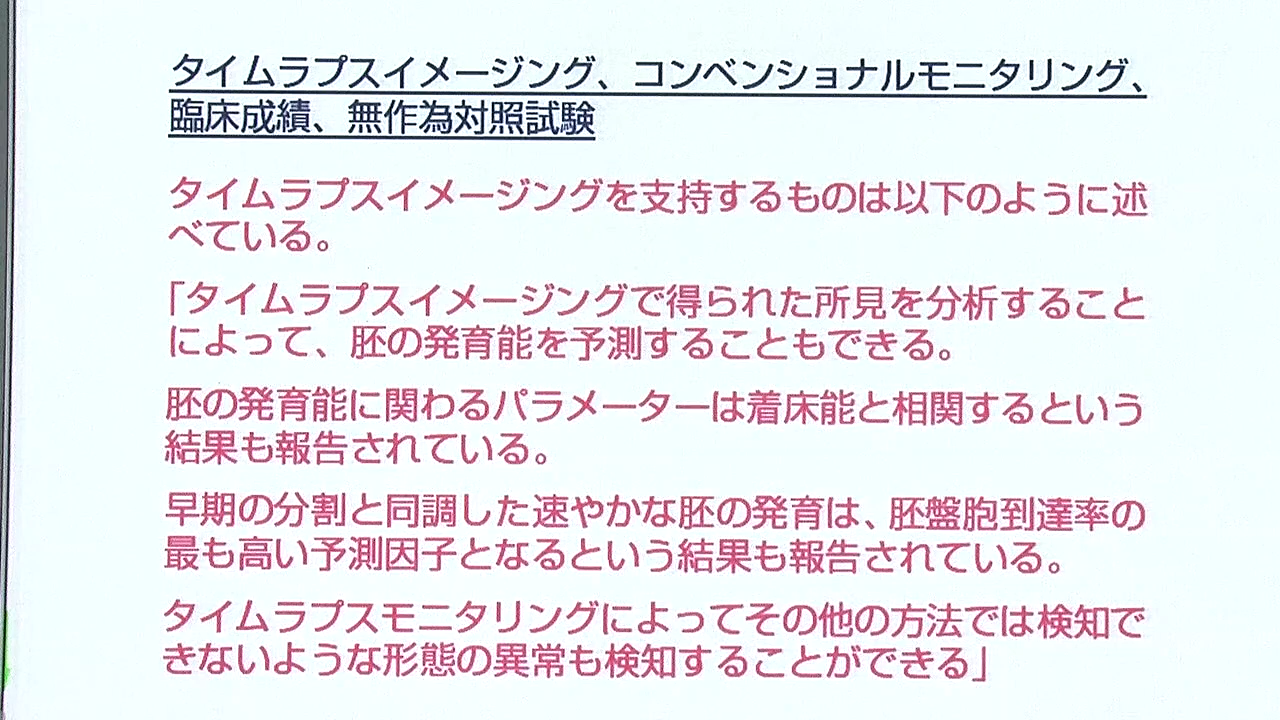 タイムラプスイメージング、コンベンショナルモニタリング、
臨床成績、無作為対照試験
タイムラプスイメージングを支持するものは以下のように述
べている。
「タイムラプスイメージングで得られた所見を分析すること
によって、胚の発育能を予測することもできる。
胚の発育能に関わるパラメーターは着床能と相関するという
結果も報告されている。
早期の分割と同調した速やかな胚の発育は、胚盤胞到達率の
最も高い予測因子となるという結果も報告されている。
タイムラプスモニタリングによってその他の方法では検知で
きないような形態の異常も検知することができる」